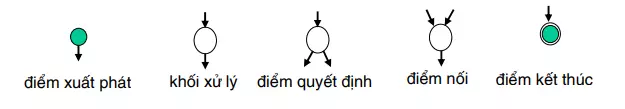 điểm xuất phát
khối xử lý
điểm quyết định
điểm nối
điểm kết thúc